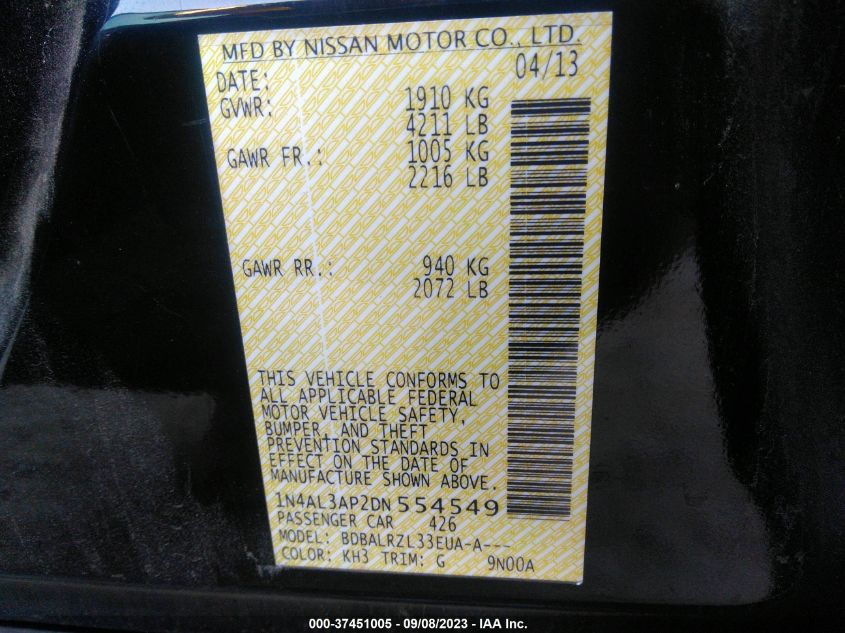 MFD BY NISSAN MOTOR CO., LTD.
DATE: 04/13
GVWR: 1910 KG
4211 LB
GAWR FR.: 1005 KG
2216 LB
GAWR RR.: 940 KG
2072 LB
THIS VEHICLE CONFORMS TO
ALL APPLICABLE FEDERAL
MOTOR VEHICLE SAFETY,
BUMPER, AND THEFT
PREVENTION STANDARDS IN
EFFECT ON THE DATE OF
MANUFACTURE SHOWN ABOVE.
1N4AL3AP2DN554549
PASSENGER CAR 426
MODEL: BDBALRZL33EUA-A---
COLOR: KH3 TRIM: G 9N00A
000-37451005 - 09/08/2023 - IAA Inc.